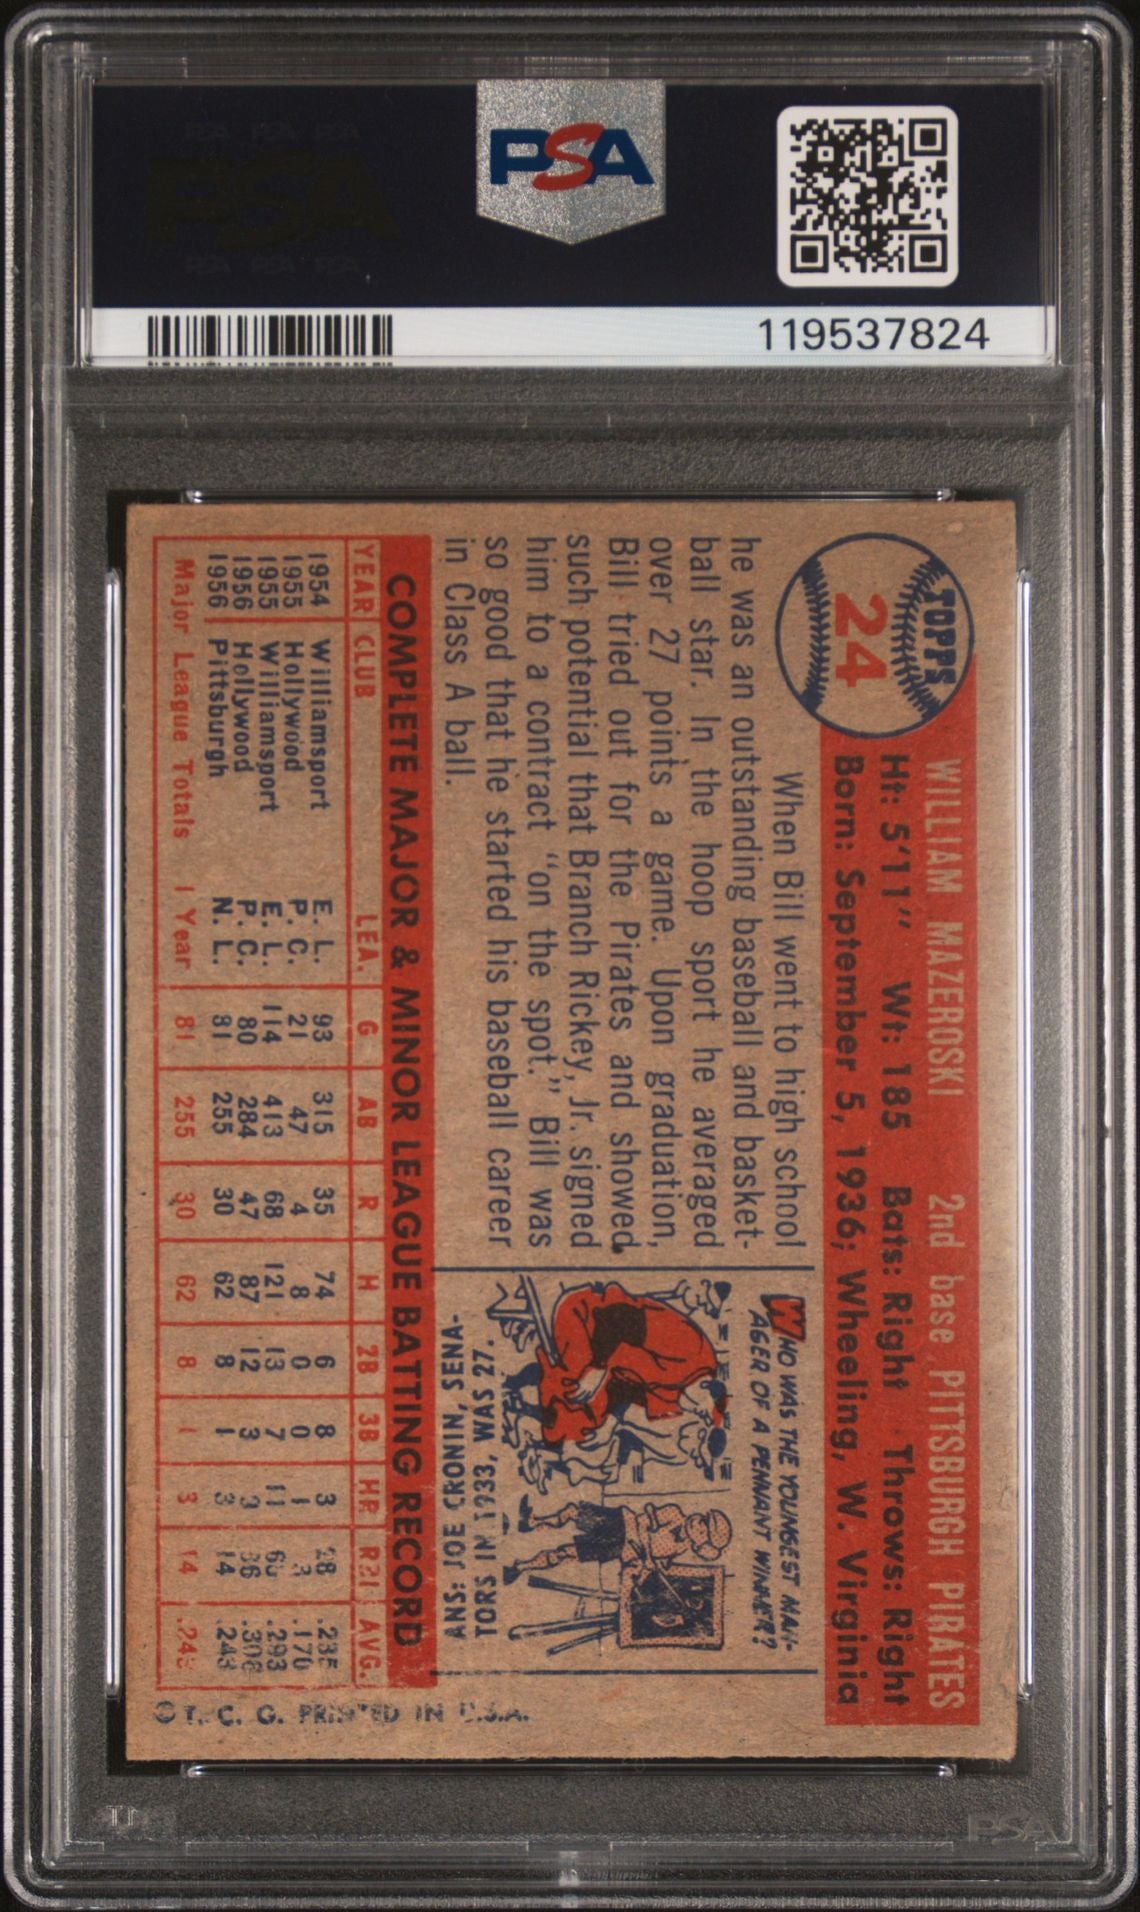 PSA
119537824
TOPPS
24
WILLIAM MAZEROSKI 2nd base PITTSBURGH PIRATES
Ht: 5'11" Wt: 185 Bats: Right Throws: Right
Born: September 5, 1936; Wheeling, W. Virginia
When Bill went to high school
he was an outstanding baseball and basket-
ball star. In the hoop sport he averaged
over 27 points a game. Upon graduation,
Bill tried out for the Pirates and showed
such potential that Branch Rickey, Jr. signed
him to a contract "on the spot." Bill was
so good that he started his baseball career
in Class A ball.
WHO WAS THE YOUNGEST MAN-
AGER OF A PENNANT WINNER?
ANS: JOE CRONIN, SENA-
TORS IN 1933, WAS 27.
COMPLETE MAJOR & MINOR LEAGUE BATTING RECORD
YEAR CLUB LEA. G AB R H 2B 3B HR RBI AVG.
1954 Williamsport E. L. 93 315 35 74 6 8 3 28 .235
1955 Hollywood P. C. 21 47 4 8 0 0 1 3 .170
1955 Williamsport E. L. 114 413 68 121 13 7 11 .293
1956 Hollywood P. C. 80 284 47 87 12 3 36 .306
1956 Pittsburgh N. L. 81 255 30 62 8 1 3 14 .243
Major League Totals 1 Year 81 255 30 62 8 1 3 14 .243
© T. C. G. PRINTED IN U.S.A.
PSA